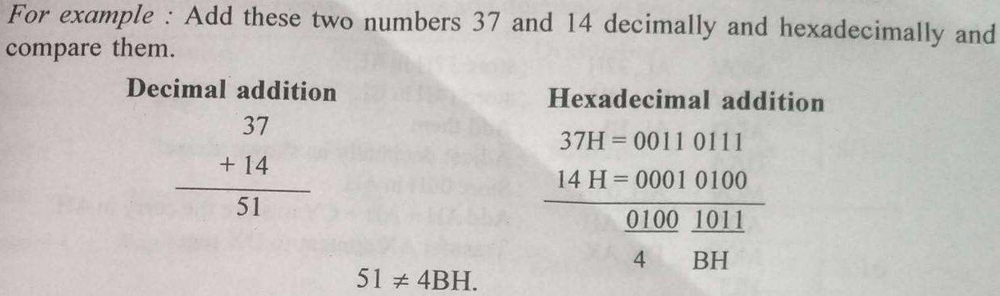 For example : Add these two numbers 37 and 14 decimally and hexadecimally and
compare them.
Decimal addition
37
+ 14
51
Hexadecimal addition
37H = 0011 0111
14 H = 0001 0100
0100 1011
4 BH
51 ≠ 4BH.